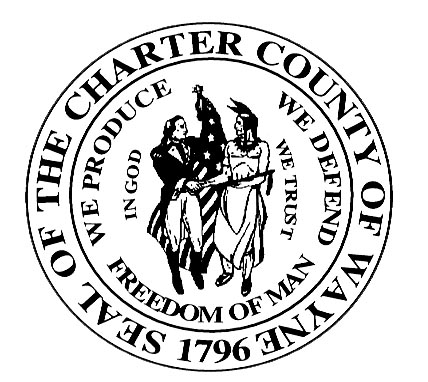 SEAL OF THE CHARTER COUNTY OF WAYNE
1796
WE PRODUCE
WE DEFEND
IN GOD
WE TRUST
FREEDOM OF MAN